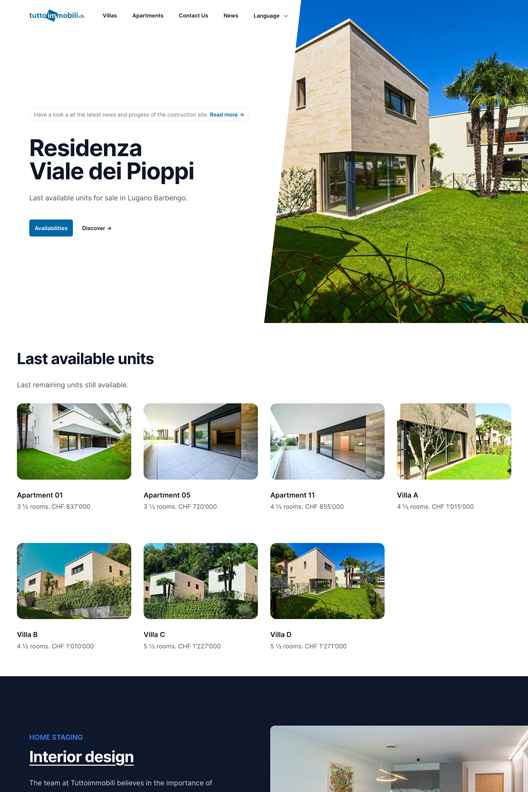 tuttoimmobili.ch
Villas Apartments Contact Us News Language
Have a look a all the latest news and progess of the costruction site. Read more →
Residenza
Viale dei Pioppi
Last available units for sale in Lugano Barbengo.
Availabilities Discover →
Last available units
Last remaining units still available.
Apartment 01
3 ½ rooms. CHF 837'000
Apartment 05
3 ½ rooms. CHF 720'000
Apartment 11
4 ½ rooms. CHF 855'000
Villa A
4 ½ rooms. CHF 1'015'000
Villa B
4 ½ rooms. CHF 1'010'000
Villa C
5 ½ rooms. CHF 1'227'000
Villa D
5 ½ rooms. CHF 1'271'000
HOME STAGING
Interior design
The team at Tuttoimmobili believes in the importance of